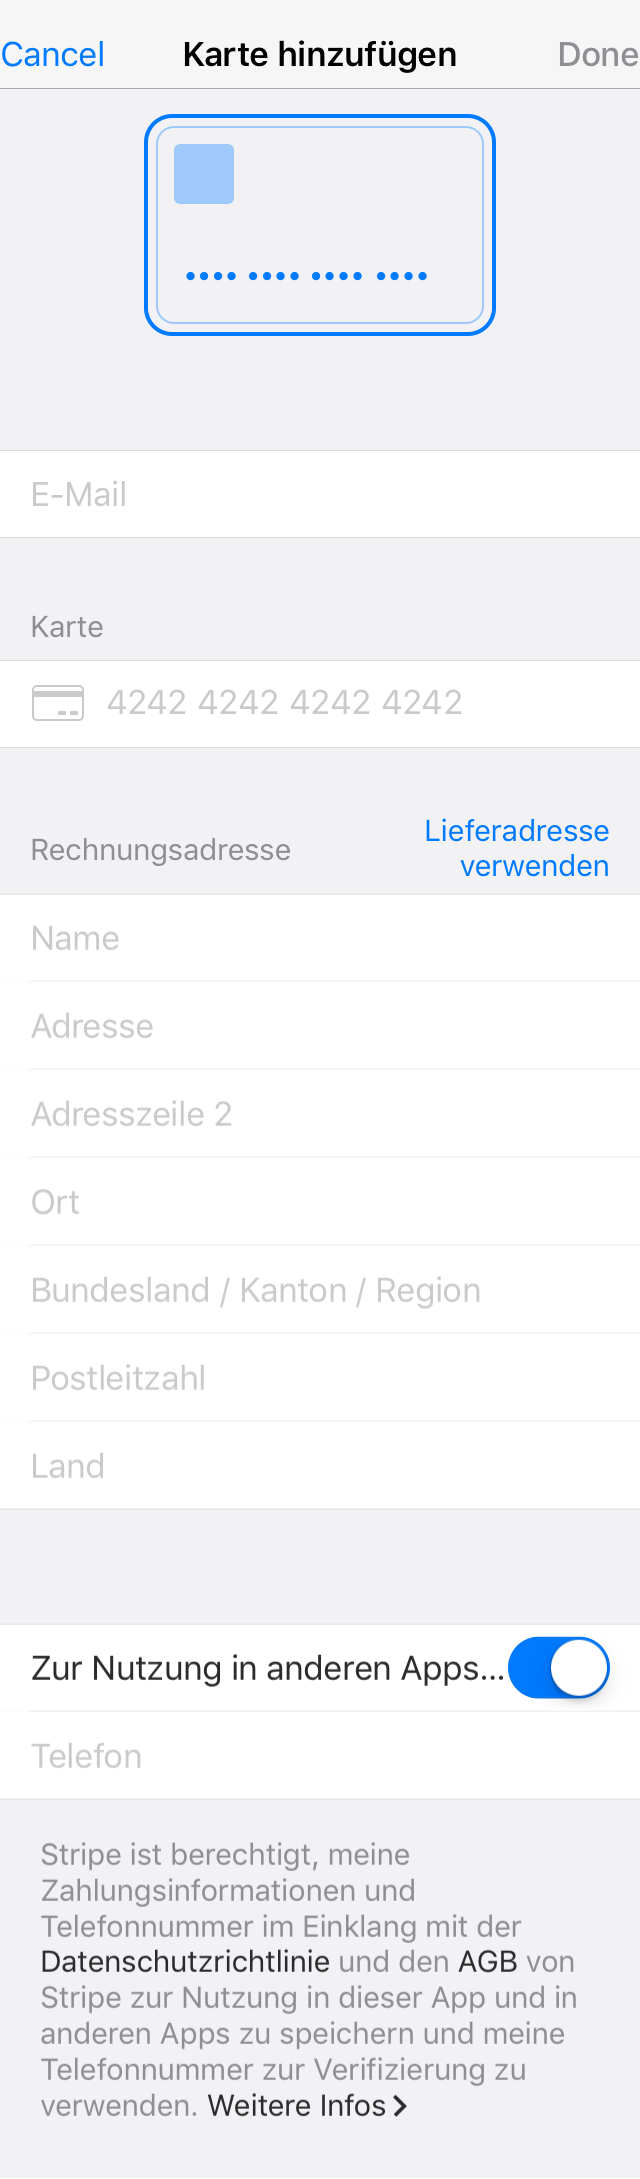 Cancel Karte hinzufügen Done
•••• •••• •••• ••••
E-Mail
Karte
4242 4242 4242 4242
Rechnungsadresse
Lieferadresse
verwenden
Name
Adresse
Adresszeile 2
Ort
Bundesland / Kanton / Region
Postleitzahl
Land
Zur Nutzung in anderen Apps...
Telefon
Stripe ist berechtigt, meine
Zahlungsinformationen und
Telefonnummer im Einklang mit der
Datenschutzrichtlinie und den AGB von
Stripe zur Nutzung in dieser App und in
anderen Apps zu speichern und meine
Telefonnummer zur Verifizierung zu
verwenden. Weitere Infos